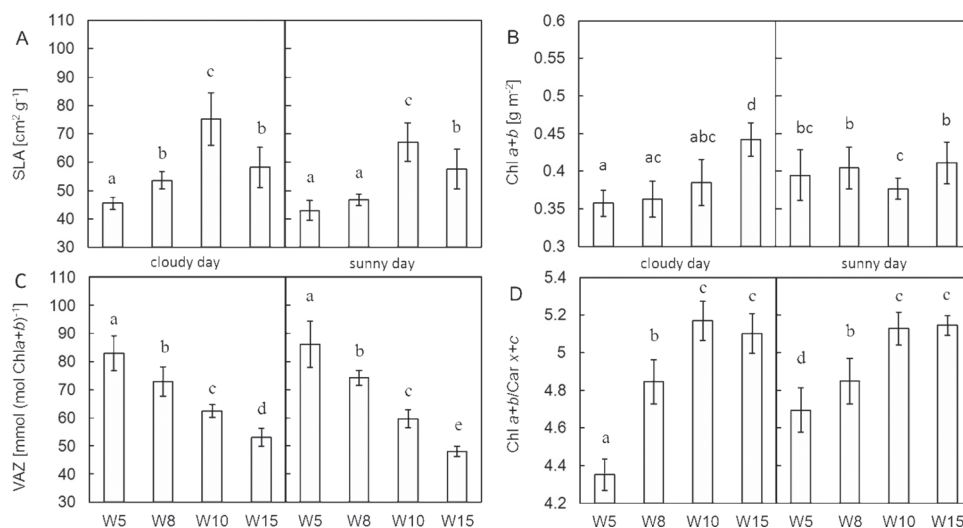 A
SLA [cm² g⁻¹]
110
100
90
80
70
60
50
40
30
a
b
c
b
a
a
c
b
cloudy day
sunny day
B
Chl a+b [g m⁻²]
0.6
0.55
0.5
0.45
0.4
0.35
0.3
a
ac
abc
d
bc
b
c
b
cloudy day
sunny day
C
VAZ [mmol (mol Chla+b)⁻¹]
110
100
90
80
70
60
50
40
30
a
b
c
d
a
b
c
e
W5 W8 W10 W15 W5 W8 W10 W15
D
Chl a+b/Car x+c
5.4
5.2
5
4.8
4.6
4.4
4.2
a
b
c
c
d
b
c
c
W5 W8 W10 W15 W5 W8 W10 W15